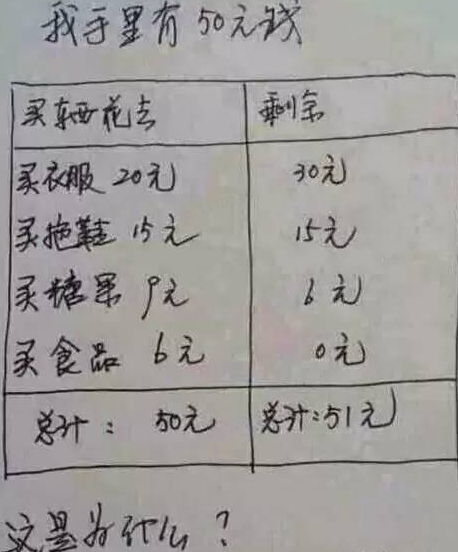 我手里有50元钱
买东西花去 剩余
买衣服 20元 30元
买拖鞋 15元 15元
买糖果 9元 6元
买食品 6元 0元
总计： 50元 总计:51元
这是为什么？